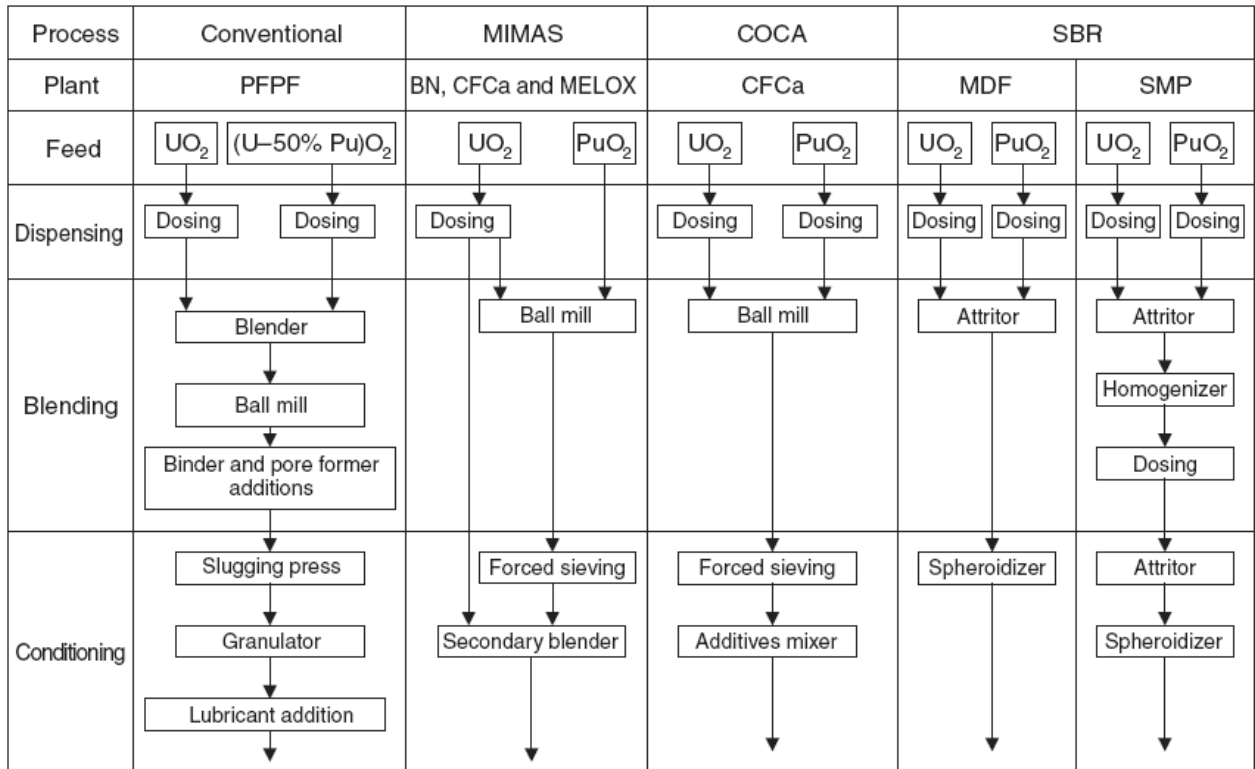 Process Conventional MIMAS COCA SBR
Plant PFPF BN, CFCa and MELOX CFCa MDF SMP
Feed UO₂ (U–50% Pu)O₂ UO₂ PuO₂ UO₂ PuO₂ UO₂ PuO₂ UO₂ PuO₂
Dispensing Dosing Dosing Dosing Dosing Dosing Dosing Dosing Dosing Dosing
Blending
Blender
Ball mill
Binder and pore former
additions
Ball mill
Ball mill
Attritor
Attritor
Homogenizer
Dosing
Conditioning
Slugging press
Granulator
Lubricant addition
Forced sieving
Secondary blender
Forced sieving
Additives mixer
Spheroidizer
Attritor
Spheroidizer